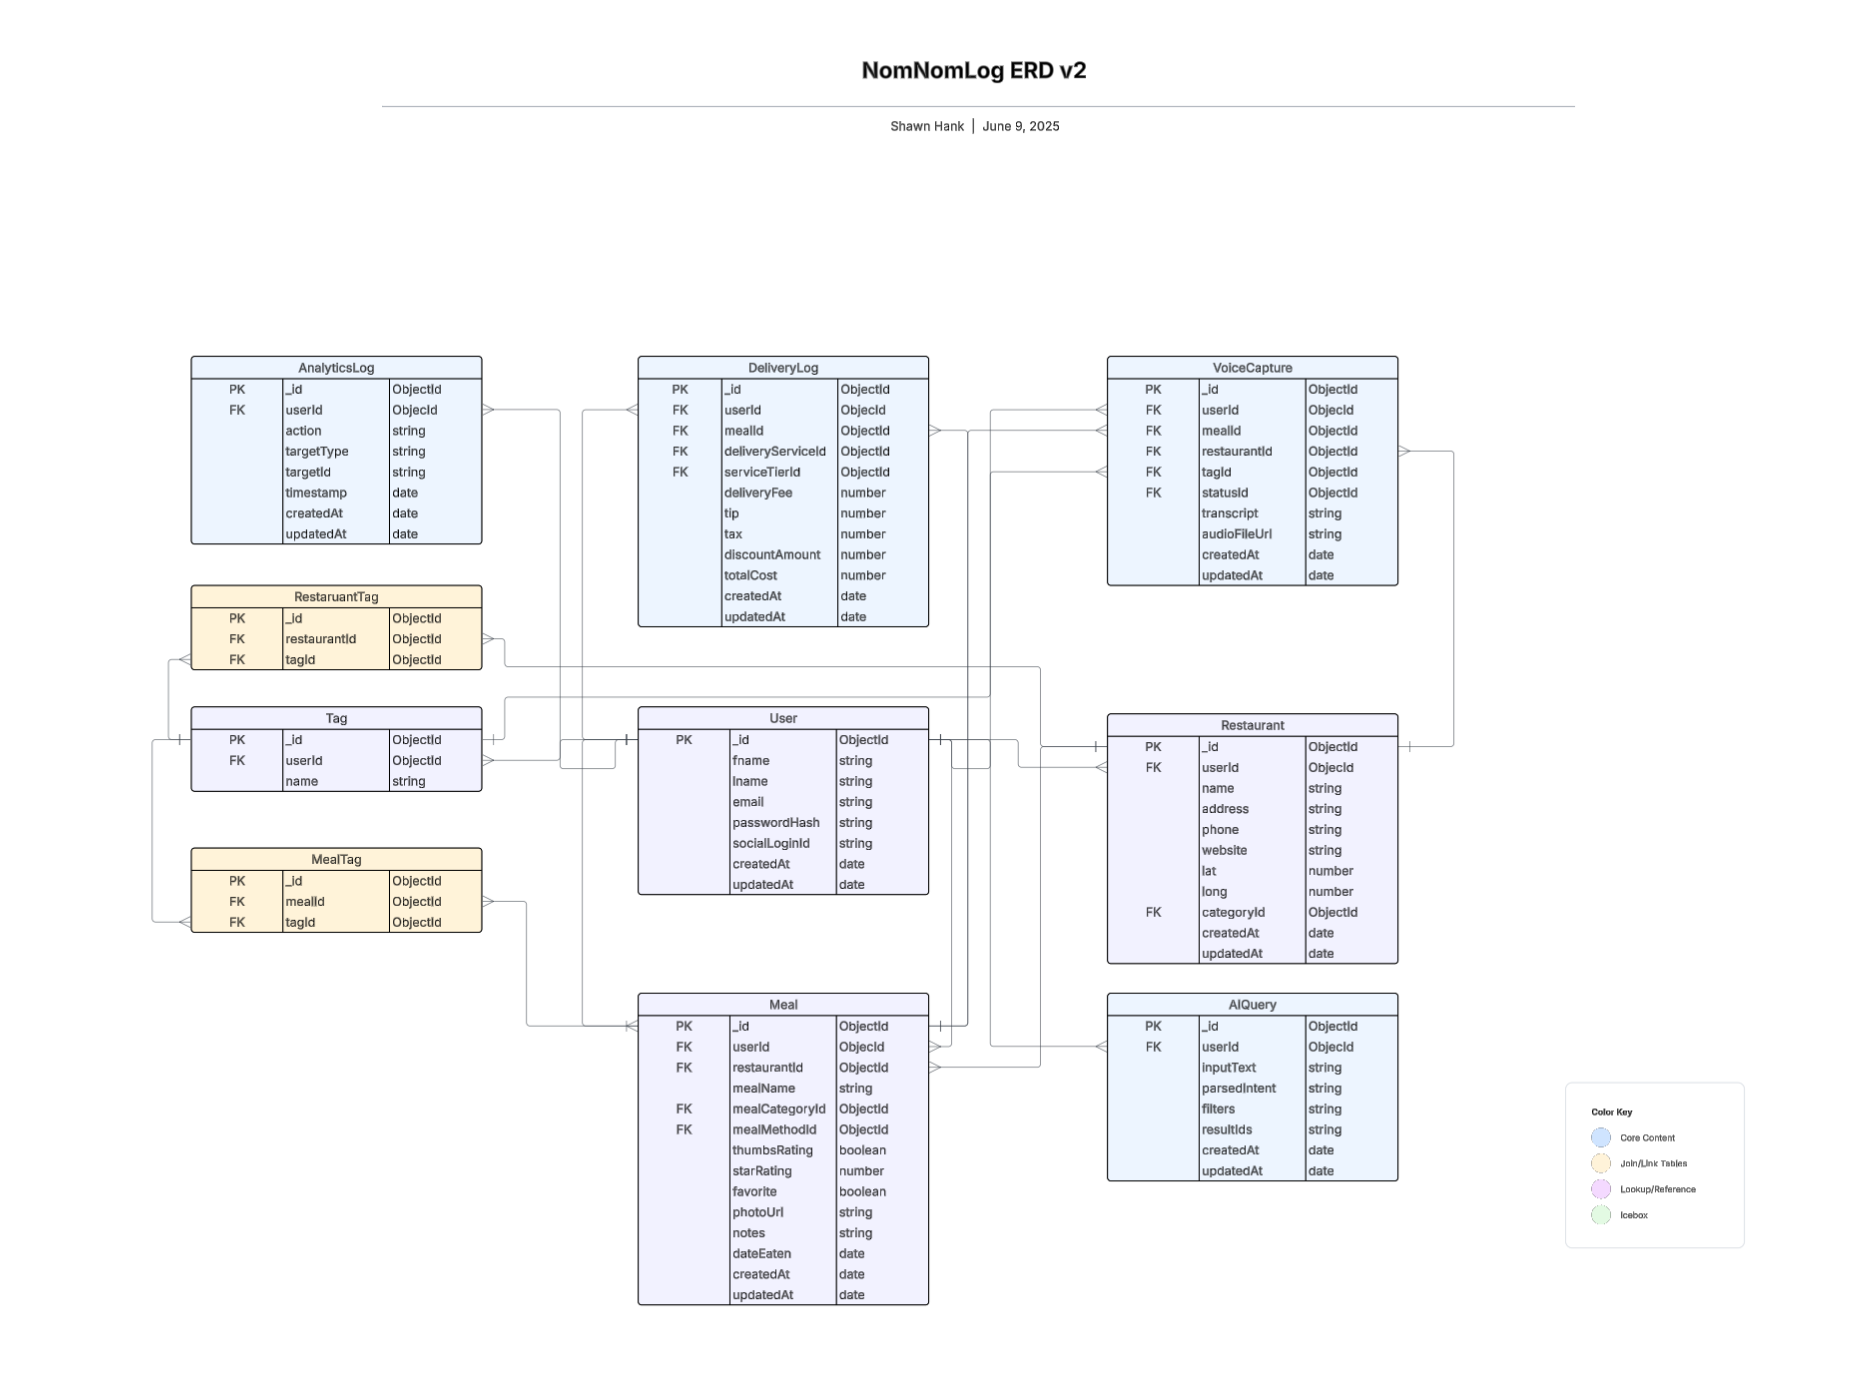 NomNomLog ERD v2
Shawn Hank | June 9, 2025
AnalyticsLog
PK _id ObjectId
FK userId ObjecId
action string
targetType string
targetId string
timestamp date
createdAt date
updatedAt date
DeliveryLog
PK _id ObjectId
FK userId ObjecId
FK mealId ObjectId
FK deliveryServiceId ObjectId
FK serviceTierId ObjectId
deliveryFee number
tip number
tax number
discountAmount number
totalCost number
createdAt date
updatedAt date
VoiceCapture
PK _id ObjectId
FK userId ObjecId
FK mealId ObjectId
FK restaurantId ObjectId
FK tagId ObjectId
FK statusId ObjectId
transcript string
audioFileUrl string
createdAt date
updatedAt date
RestaruantTag
PK _id ObjectId
FK restaurantId ObjectId
FK tagId ObjectId
Tag
PK _id ObjectId
FK userId ObjectId
name string
User
PK _id ObjectId
fname string
lname string
email string
passwordHash string
socialLoginId string
createdAt date
updatedAt date
Restaurant
PK _id ObjectId
FK userId ObjecId
name string
address string
phone string
website string
lat number
long number
FK categoryId ObjectId
createdAt date
updatedAt date
MealTag
PK _id ObjectId
FK mealId ObjectId
FK tagId ObjectId
Meal
PK _id ObjectId
FK userId ObjecId
FK restaurantId ObjectId
mealName string
FK mealCategoryId ObjectId
FK mealMethodId ObjectId
thumbsRating boolean
starRating number
favorite boolean
photoUrl string
notes string
dateEaten date
createdAt date
updatedAt date
AIQuery
PK _id ObjectId
FK userId ObjecId
inputText string
parsedIntent string
filters string
resultIds string
createdAt date
updatedAt date
Color Key
Core Content
Join/Link Tables
Lookup/Reference
Icebox